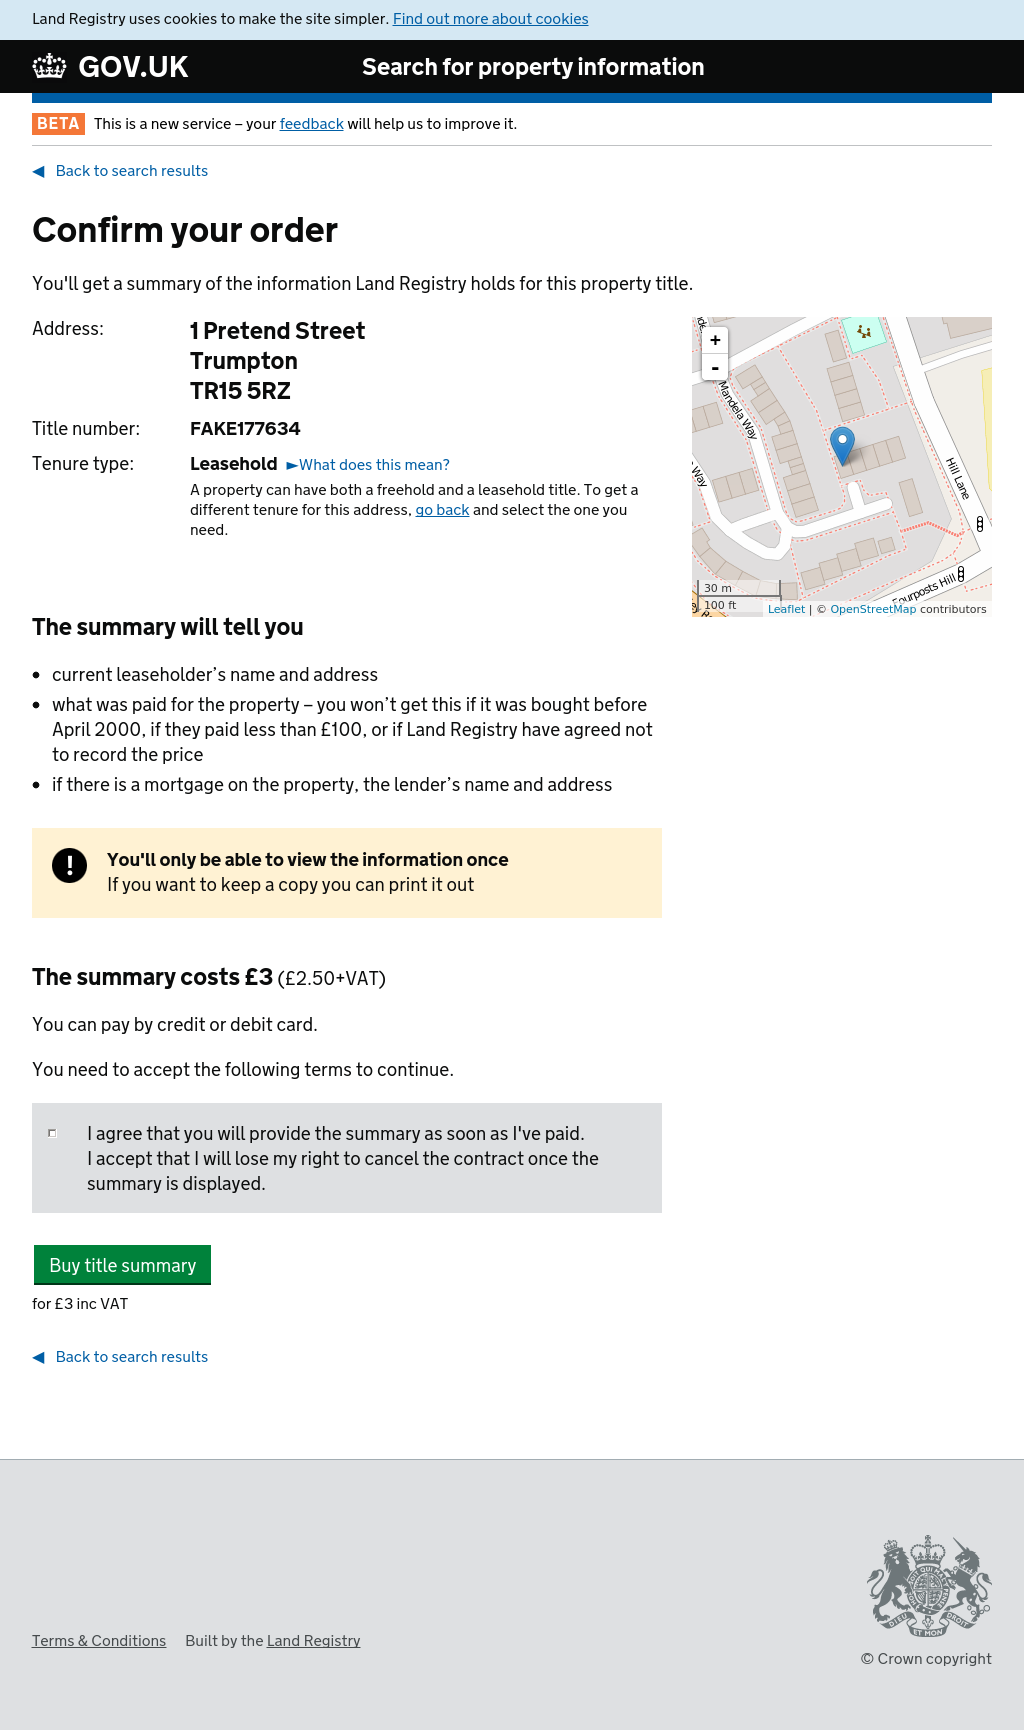 Land Registry uses cookies to make the site simpler. Find out more about cookies
GOV.UK
Search for property information
BETA This is a new service – your feedback will help us to improve it.
Back to search results
Confirm your order
You'll get a summary of the information Land Registry holds for this property title.
Address:
1 Pretend Street
Trumpton
TR15 5RZ
Title number:
FAKE177634
Tenure type:
Leasehold ►What does this mean?
A property can have both a freehold and a leasehold title. To get a
different tenure for this address, go back and select the one you
need.
+
-
Mandela Way
Way
Hill Lane
Fourposts Hill
30 m
100 ft
Leaflet | © OpenStreetMap contributors
The summary will tell you
• current leaseholder’s name and address
• what was paid for the property – you won’t get this if it was bought before
April 2000, if they paid less than £100, or if Land Registry have agreed not
to record the price
• if there is a mortgage on the property, the lender’s name and address
!
You'll only be able to view the information once
If you want to keep a copy you can print it out
The summary costs £3 (£2.50+VAT)
You can pay by credit or debit card.
You need to accept the following terms to continue.
I agree that you will provide the summary as soon as I've paid.
I accept that I will lose my right to cancel the contract once the
summary is displayed.
Buy title summary
for £3 inc VAT
Back to search results
DIEU ET MON DROIT
Terms & Conditions
Built by the Land Registry
© Crown copyright